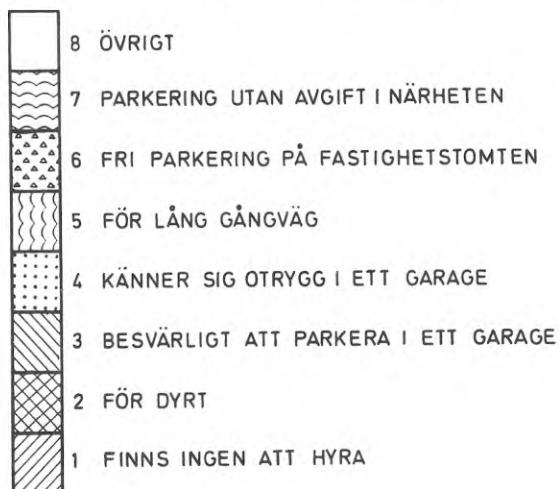 8 ÖVRIGT
7 PARKERING UTAN AVGIFT I NÄRHETEN
6 FRI PARKERING PÅ FASTIGHETSTOMTEN
5 FÖR LÅNG GÅNGVÄG
4 KÄNNER SIG OTRYGG I ETT GARAGE
3 BESVÄRLIGT ATT PARKERA I ETT GARAGE
2 FÖR DYRT
1 FINNS INGEN ATT HYRA